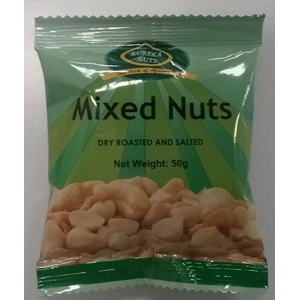 EUREKA
NUTS
Mixed Nuts
DRY ROASTED AND SALTED
Net Weight: 50g